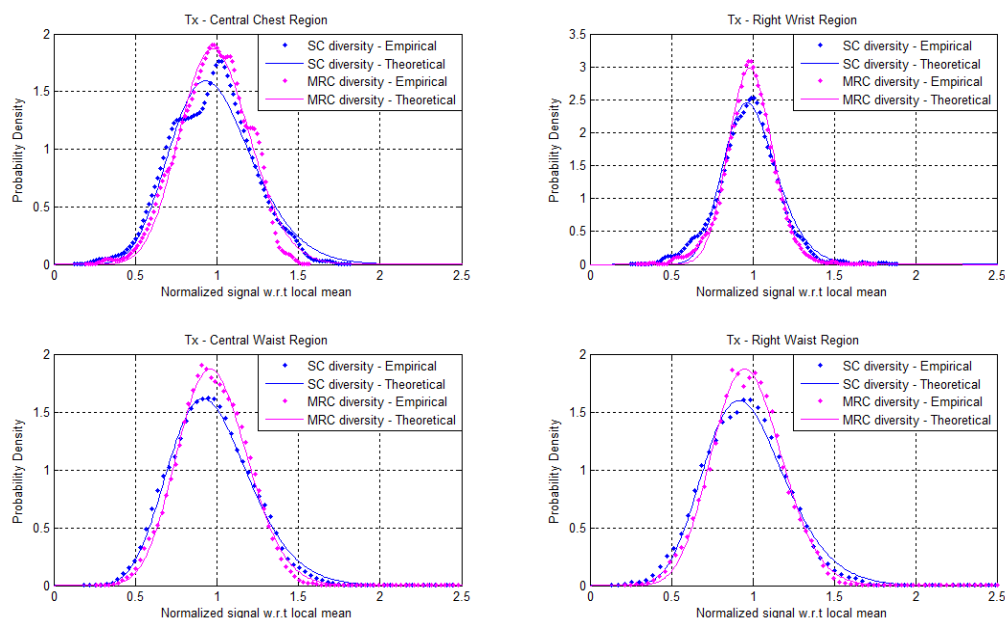 Tx - Central Chest Region
2
1.5
1
0.5
0
0 0.5 1 1.5 2 2.5
Probability Density
Normalized signal w.r.t local mean
SC diversity - Empirical
SC diversity - Theoretical
MRC diversity - Empirical
MRC diversity - Theoretical
Tx - Right Wrist Region
3.5
3
2.5
2
1.5
1
0.5
0
0 0.5 1 1.5 2 2.5
Probability Density
Normalized signal w.r.t local mean
SC diversity - Empirical
SC diversity - Theoretical
MRC diversity - Empirical
MRC diversity - Theoretical
Tx - Central Waist Region
2
1.5
1
0.5
0
0 0.5 1 1.5 2 2.5
Probability Density
Normalized signal w.r.t local mean
SC diversity - Empirical
SC diversity - Theoretical
MRC diversity - Empirical
MRC diversity - Theoretical
Tx - Right Waist Region
2
1.5
1
0.5
0
0 0.5 1 1.5 2 2.5
Probability Density
Normalized signal w.r.t local mean
SC diversity - Empirical
SC diversity - Theoretical
MRC diversity - Empirical
MRC diversity - Theoretical